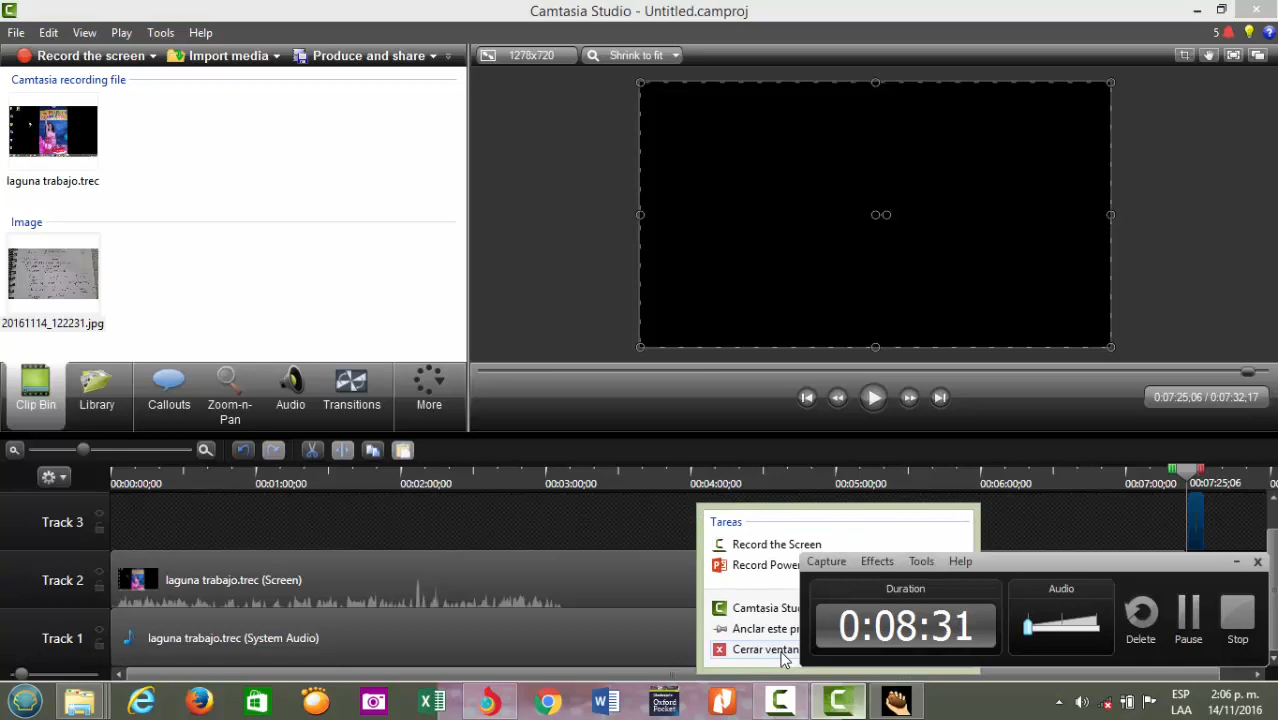 Camtasia Studio - Untitled.camproj
File Edit View Play Tools Help
5
Record the screen Import media Produce and share
1278x720 Shrink to fit
Camtasia recording file
laguna trabajo.trec
Image
20161114_122231.jpg
Clip Bin Library Callouts Zoom-n-Pan Audio Transitions More
0:07:25;06 / 0:07:32;17
00:00:00;00 00:01:00;00 00:02:00;00 00:03:00;00 00:04:00;00 00:05:00;00 00:06:00;00 00:07:00;00 00:07:25;06
Track 3
Track 2 laguna trabajo.trec (Screen)
Track 1 laguna trabajo.trec (System Audio)
Tareas
Record the Screen
Record Power
Camtasia Stu
Anclar este pr
Cerrar ventan
Capture Effects Tools Help
Duration Audio
0:08:31
Delete Pause Stop
Oxford
Pocket
ESP
LAA
2:06 p. m.
14/11/2016